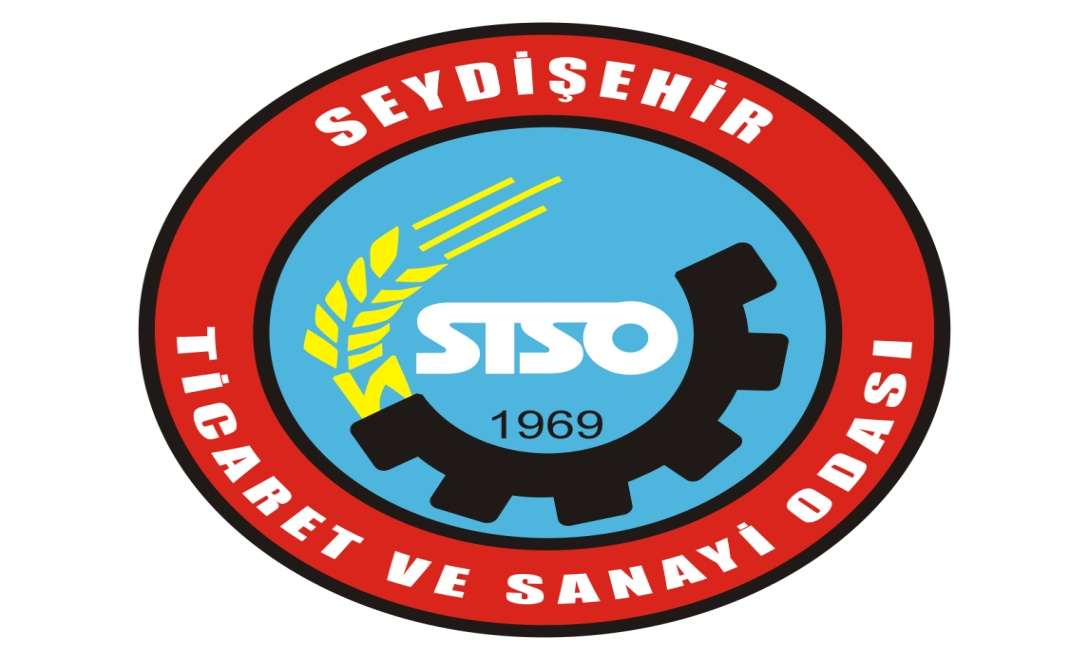 SEYDİŞEHİR
STSO
1969
TİCARET VE SANAYİ ODASI